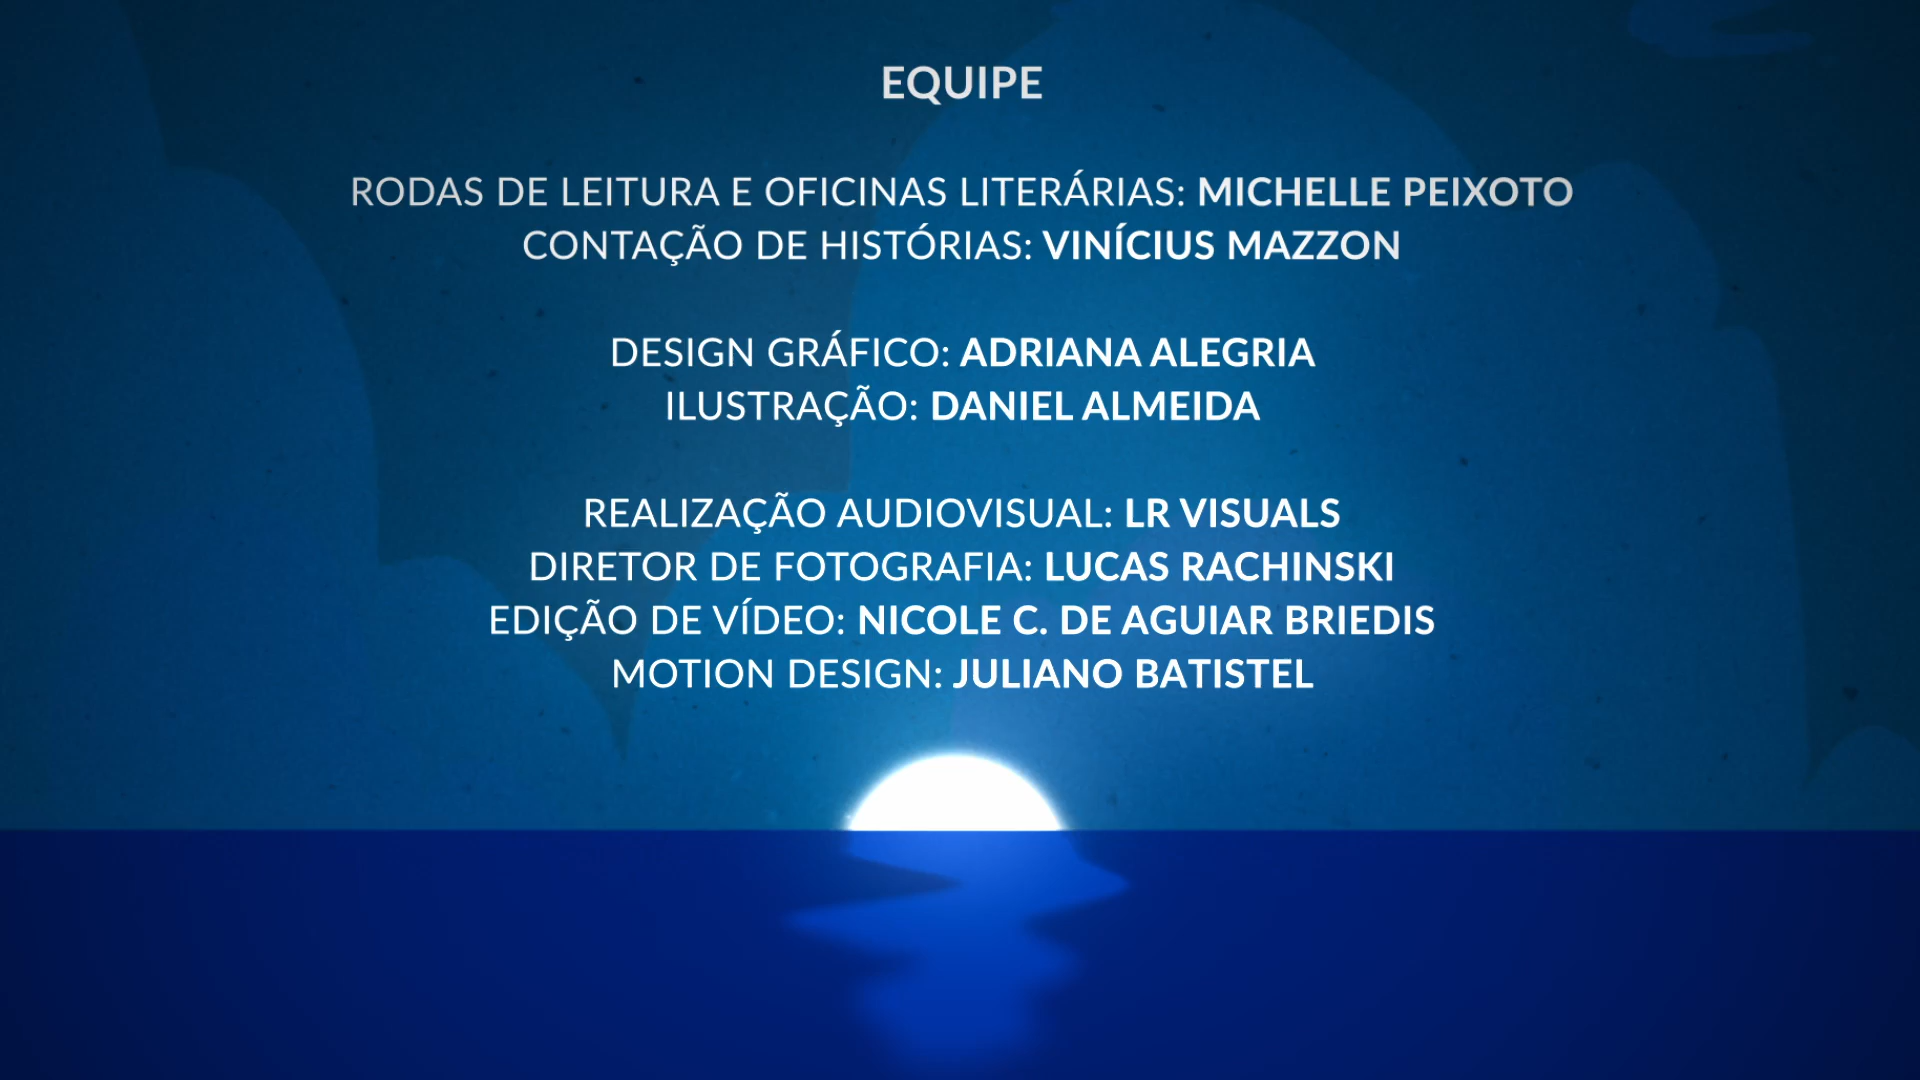 EQUIPE
RODAS DE LEITURA E OFICINAS LITERÁRIAS: MICHELLE PEIXOTO
CONTAÇÃO DE HISTÓRIAS: VINÍCIUS MAZZON
DESIGN GRÁFICO: ADRIANA ALEGRIA
ILUSTRAÇÃO: DANIEL ALMEIDA
REALIZAÇÃO AUDIOVISUAL: LR VISUALS
DIRETOR DE FOTOGRAFIA: LUCAS RACHINSKI
EDIÇÃO DE VÍDEO: NICOLE C. DE AGUIAR BRIEDIS
MOTION DESIGN: JULIANO BATISTEL